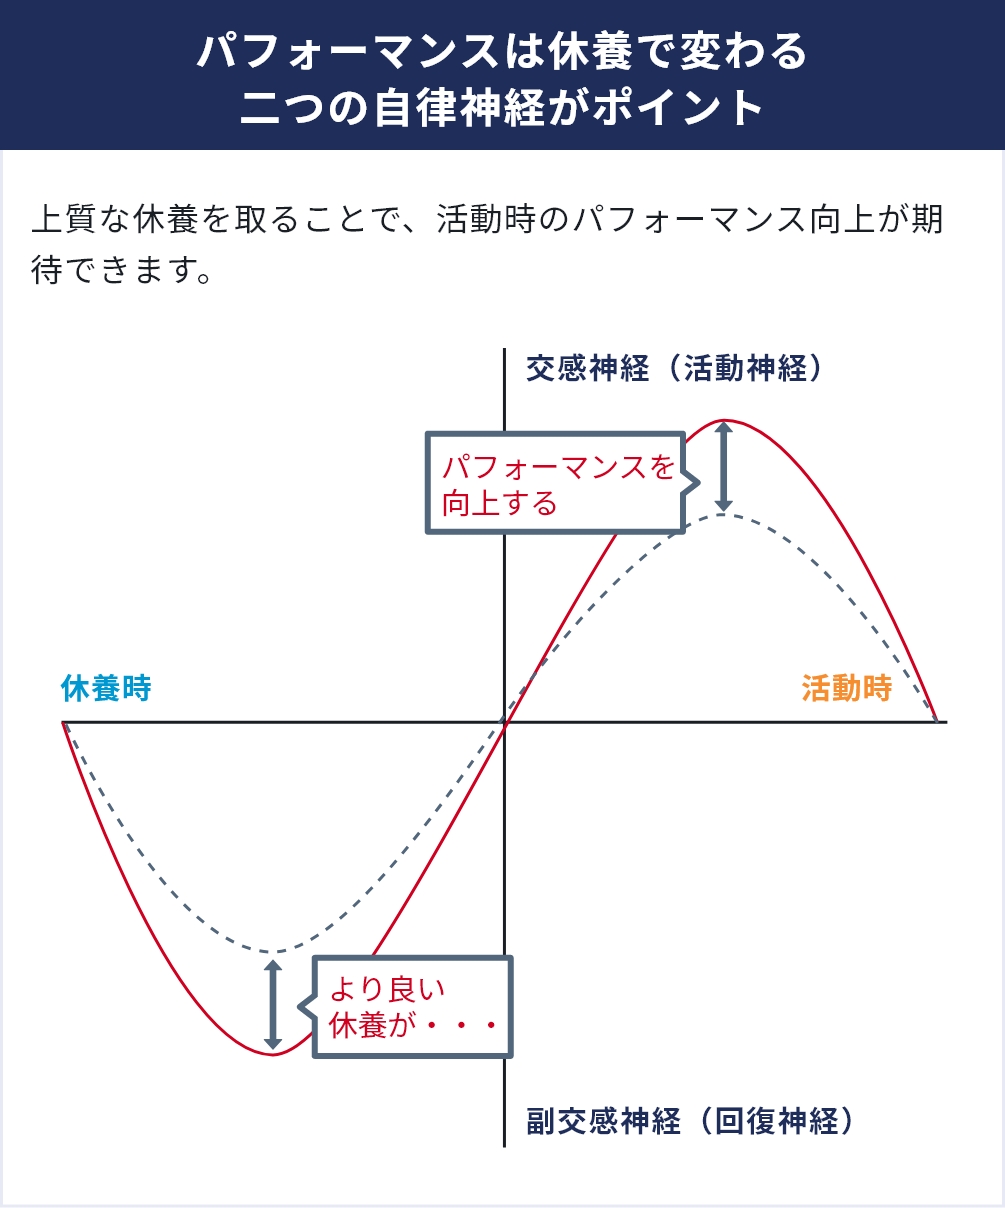 パフォーマンスは休養で変わる
二つの自律神経がポイント
上質な休養を取ることで、活動時のパフォーマンス向上が期
待できます。
交感神経（活動神経）
パフォーマンスを
向上する
休養時
活動時
より良い
休養が・・・
副交感神経（回復神経）